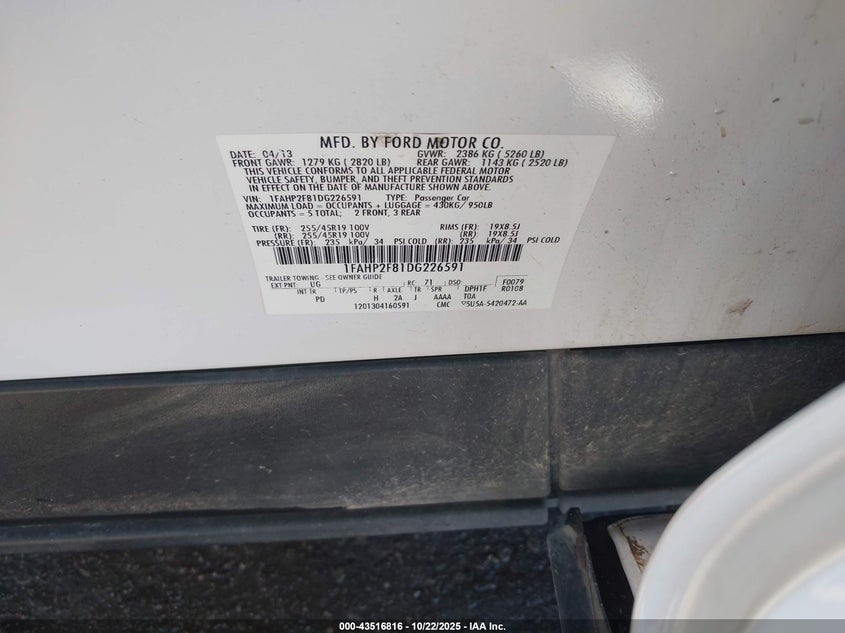 MFD. BY FORD MOTOR CO.
DATE: 04/13 GVWR: 2386 KG ( 5260 LB)
FRONT GAWR: 1279 KG ( 2820 LB) REAR GAWR: 1143 KG ( 2520 LB)
THIS VEHICLE CONFORMS TO ALL APPLICABLE FEDERAL MOTOR
VEHICLE SAFETY, BUMPER, AND THEFT PREVENTION STANDARDS
IN EFFECT ON THE DATE OF MANUFACTURE SHOWN ABOVE.
VIN: 1FAHP2F81DG226591 TYPE: Passenger Car
MAXIMUM LOAD = OCCUPANTS + LUGGAGE = 430KG/ 950LB
OCCUPANTS = 5 TOTAL; 2 FRONT, 3 REAR
TIRE (FR): 255/45R19 100V RIMS (FR): 19X8.5J
(RR): 255/45R19 100V (RR): 19X8.5J
PRESSURE (FR): 235 kPa/ 34 PSI COLD (RR): 235 kPa/ 34 PSI COLD
1FAHP2F81DG226591
TRAILER TOWING - SEE OWNER GUIDE
EXT PNT: UG RC: 71 DSO: F0079
INT TR TP/PS R AXLE TR SPR DPHTF R0108
PD H 2A J AAAA TOA
1201304160591 CMC 5U5A-5420472-AA
000-43516816 - 10/22/2025 - IAA Inc.